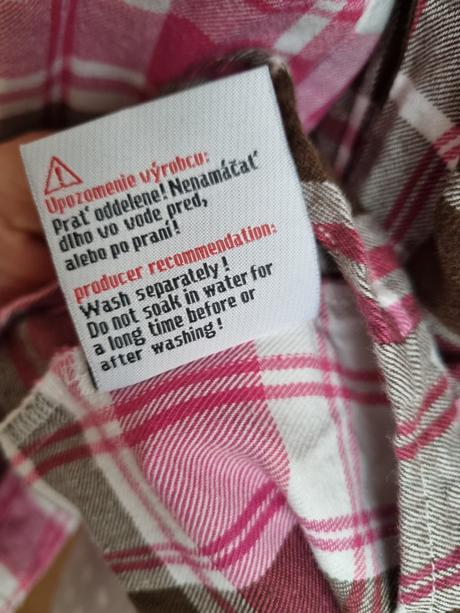 Upozornenie výrobcu:
Prať oddelene! Nenamáčať
dlho vo vode pred,
alebo po praní!
producer recommendation:
Wash separately!
Do not soak in water for
a long time before or
after washing!